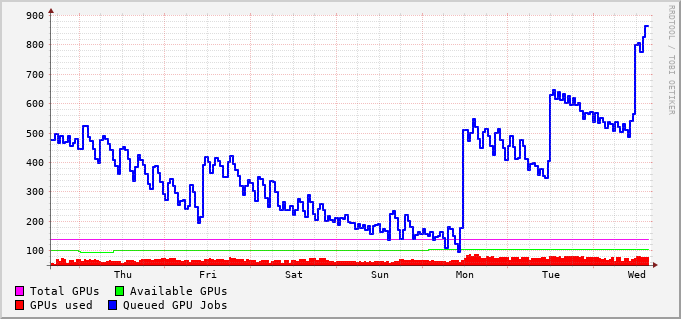 900
800
700
600
500
400
300
200
100
Thu Fri Sat Sun Mon Tue Wed
Total GPUs Available GPUs
GPUs used Queued GPU Jobs
RRDTOOL / TOBI OETIKER